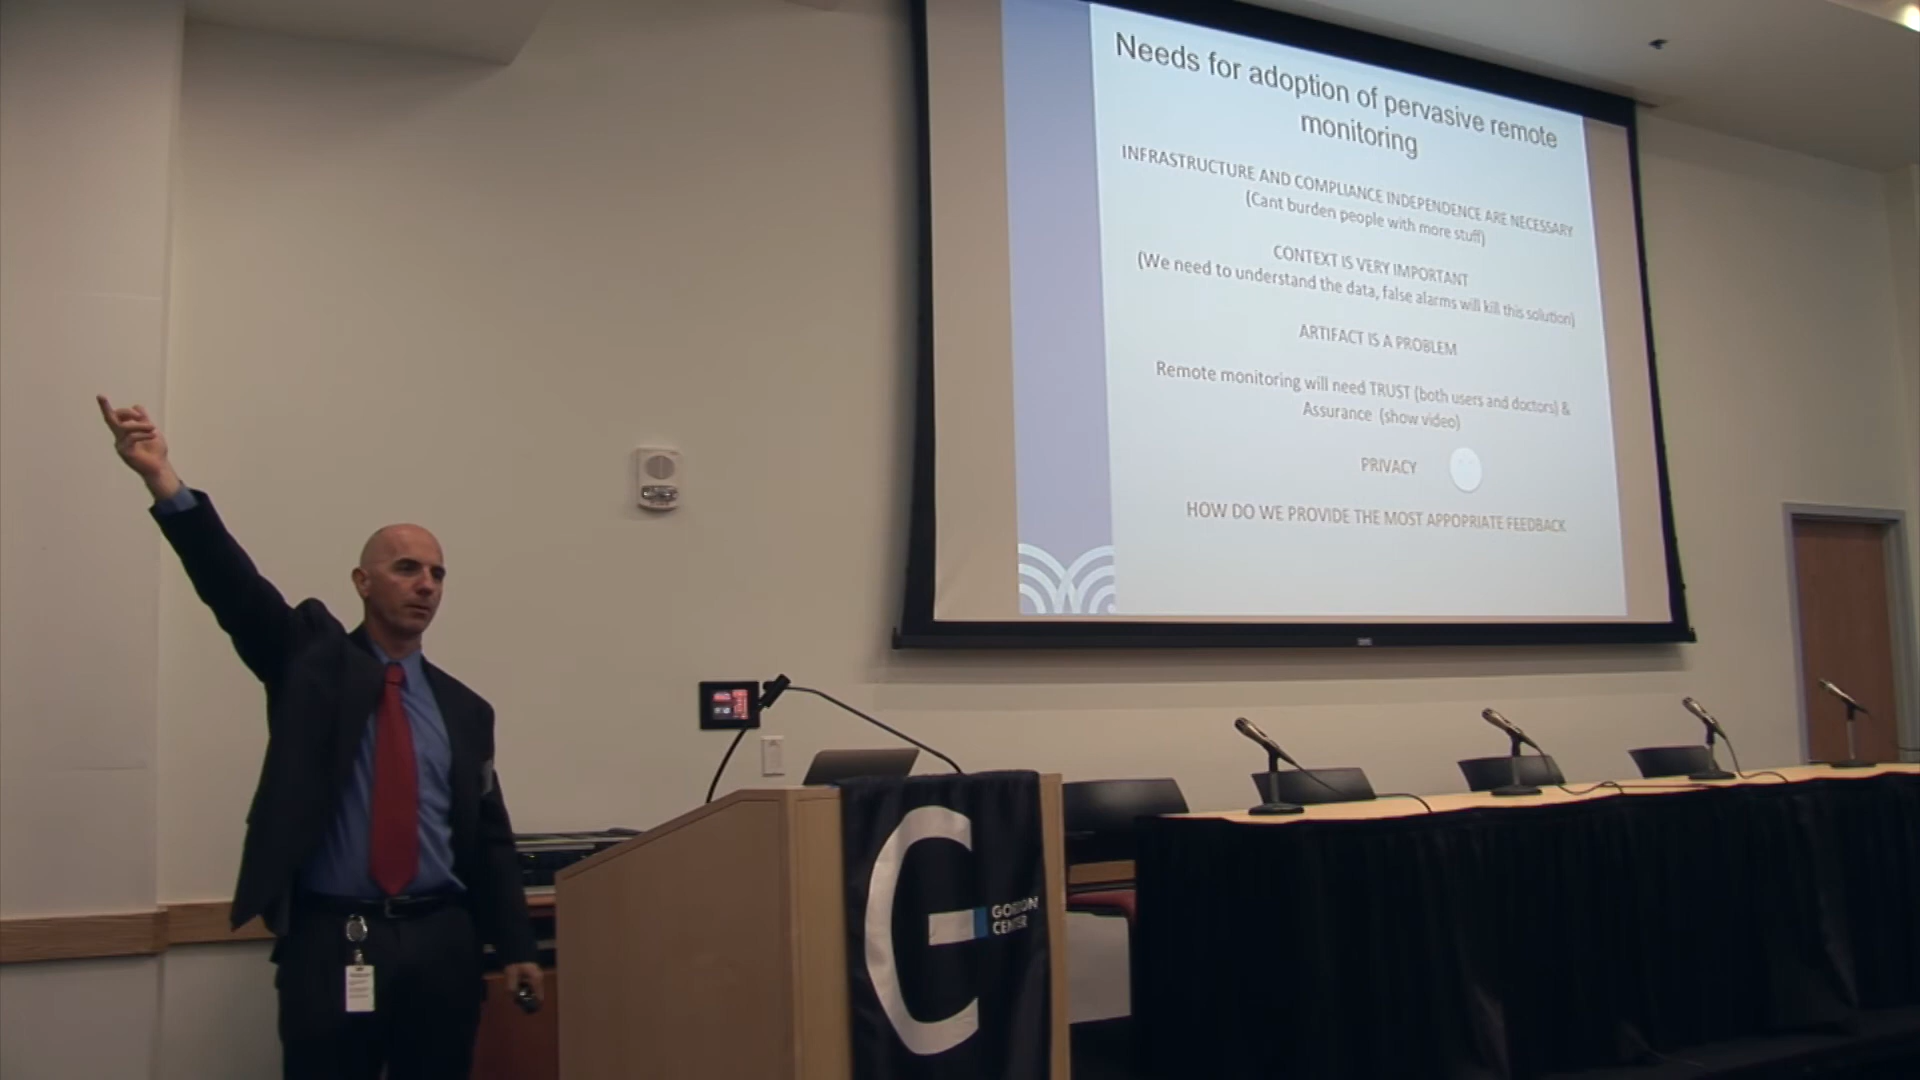 Needs for adoption of pervasive remote
monitoring
INFRASTRUCTURE AND COMPLIANCE INDEPENDENCE ARE NECESSARY
(Cant burden people with more stuff)
CONTEXT IS VERY IMPORTANT
(We need to understand the data, false alarms will kill this solution)
ARTIFACT IS A PROBLEM
Remote monitoring will need TRUST (both users and doctors) &
Assurance (show video)
PRIVACY
HOW DO WE PROVIDE THE MOST APPOPRIATE FEEDBACK
GORDON
CENTER